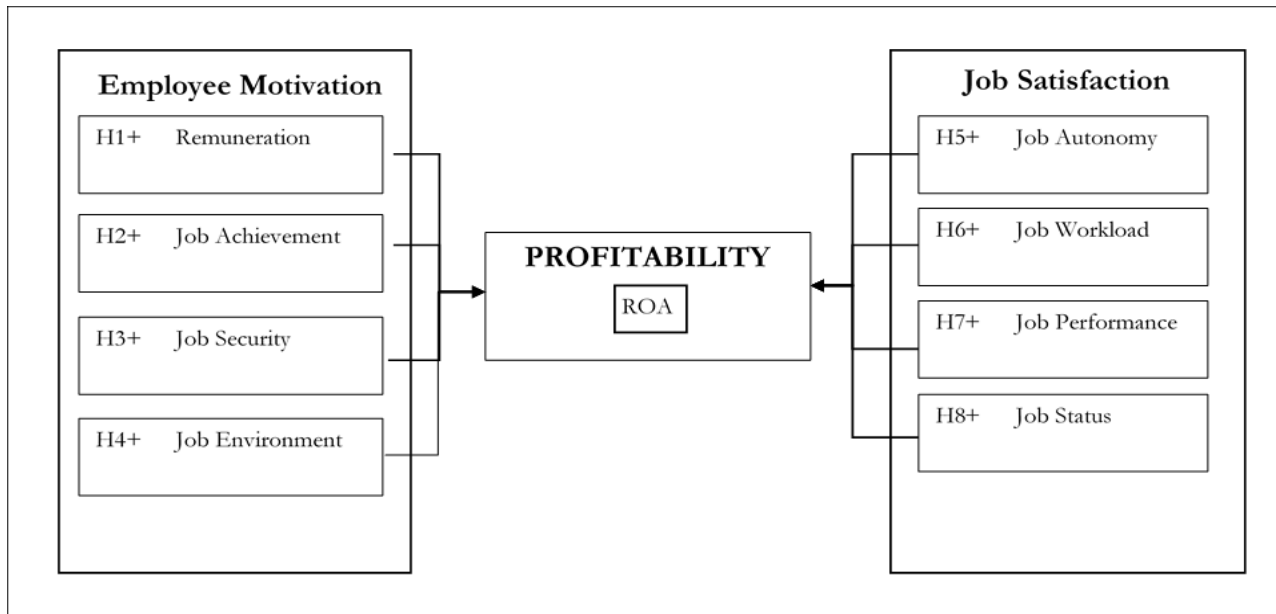 Employee Motivation
H1+ Remuneration
H2+ Job Achievement
H3+ Job Security
H4+ Job Environment
PROFITABILITY
ROA
Job Satisfaction
H5+ Job Autonomy
H6+ Job Workload
H7+ Job Performance
H8+ Job Status